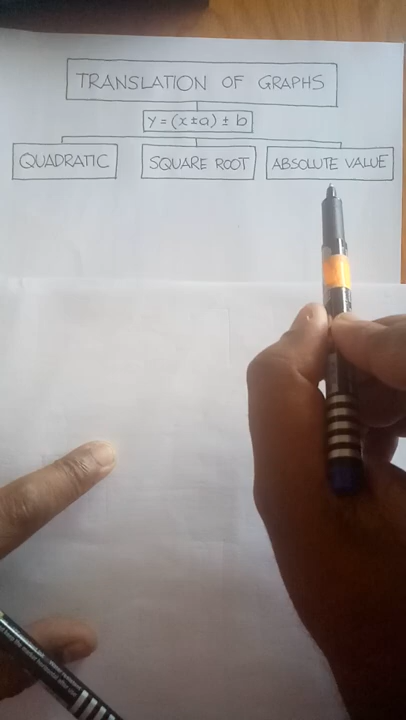 TRANSLATION OF GRAPHS
y = (x ± a) ± b
QUADRATIC
SQUARE ROOT
ABSOLUTE VALUE